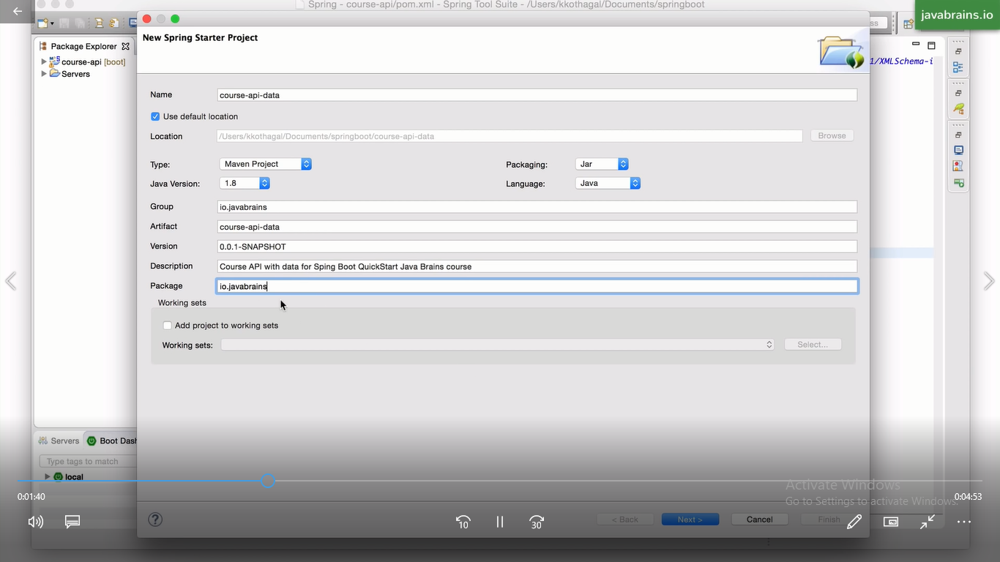 Spring - course-api/pom.xml - Spring Tool Suite - /Users/kkothagal/Documents/springboot
javabrains.io
New Spring Starter Project
Package Explorer
course-api [boot]
Servers
1/XMLSchema-i
Name course-api-data
Use default location
Location /Users/kkothagal/Documents/springboot/course-api-data Browse
Type: Maven Project Packaging: Jar
Java Version: 1.8 Language: Java
Group io.javabrains
Artifact course-api-data
Version 0.0.1-SNAPSHOT
Description Course API with data for Sping Boot QuickStart Java Brains course
Package io.javabrains
Working sets
Add project to working sets
Working sets: Select...
Servers Boot Dash
Type tags to match
local
Activate Windows
Go to Settings to activate Windows.
0:01:40 0:04:53
10 30
? < Back Next > Cancel Finish